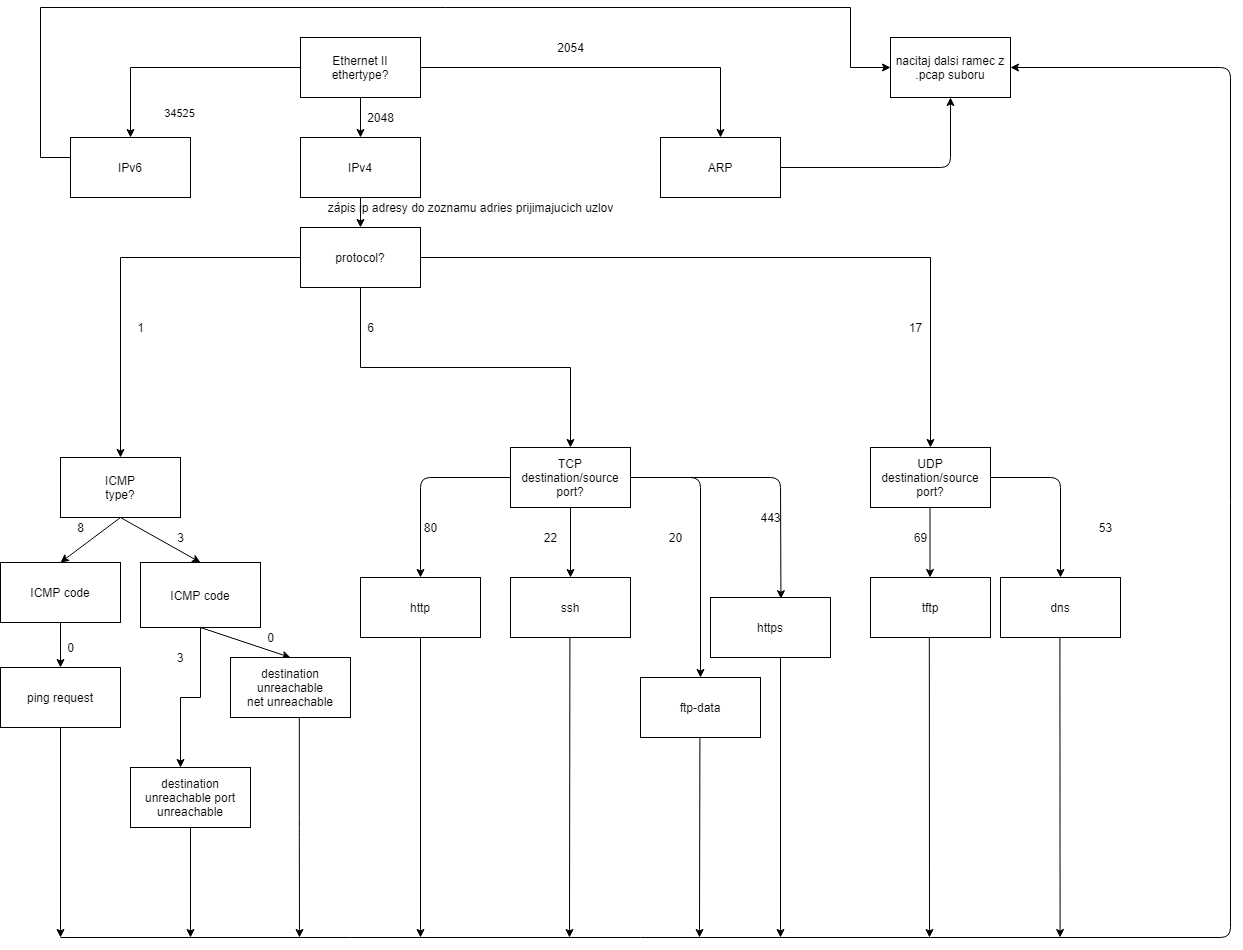 2054
Ethernet II
ethertype?
nacitaj dalsi ramec z
.pcap suboru
34525
2048
IPv6
IPv4
ARP
zápis ip adresy do zoznamu adries prijimajucich uzlov
protocol?
1
6
17
ICMP
type?
TCP
destination/source
port?
UDP
destination/source
port?
8
3
80
22
20
443
69
53
ICMP code
ICMP code
http
ssh
https
tftp
dns
0
3
0
ping request
destination
unreachable
net unreachable
ftp-data
destination
unreachable port
unreachable